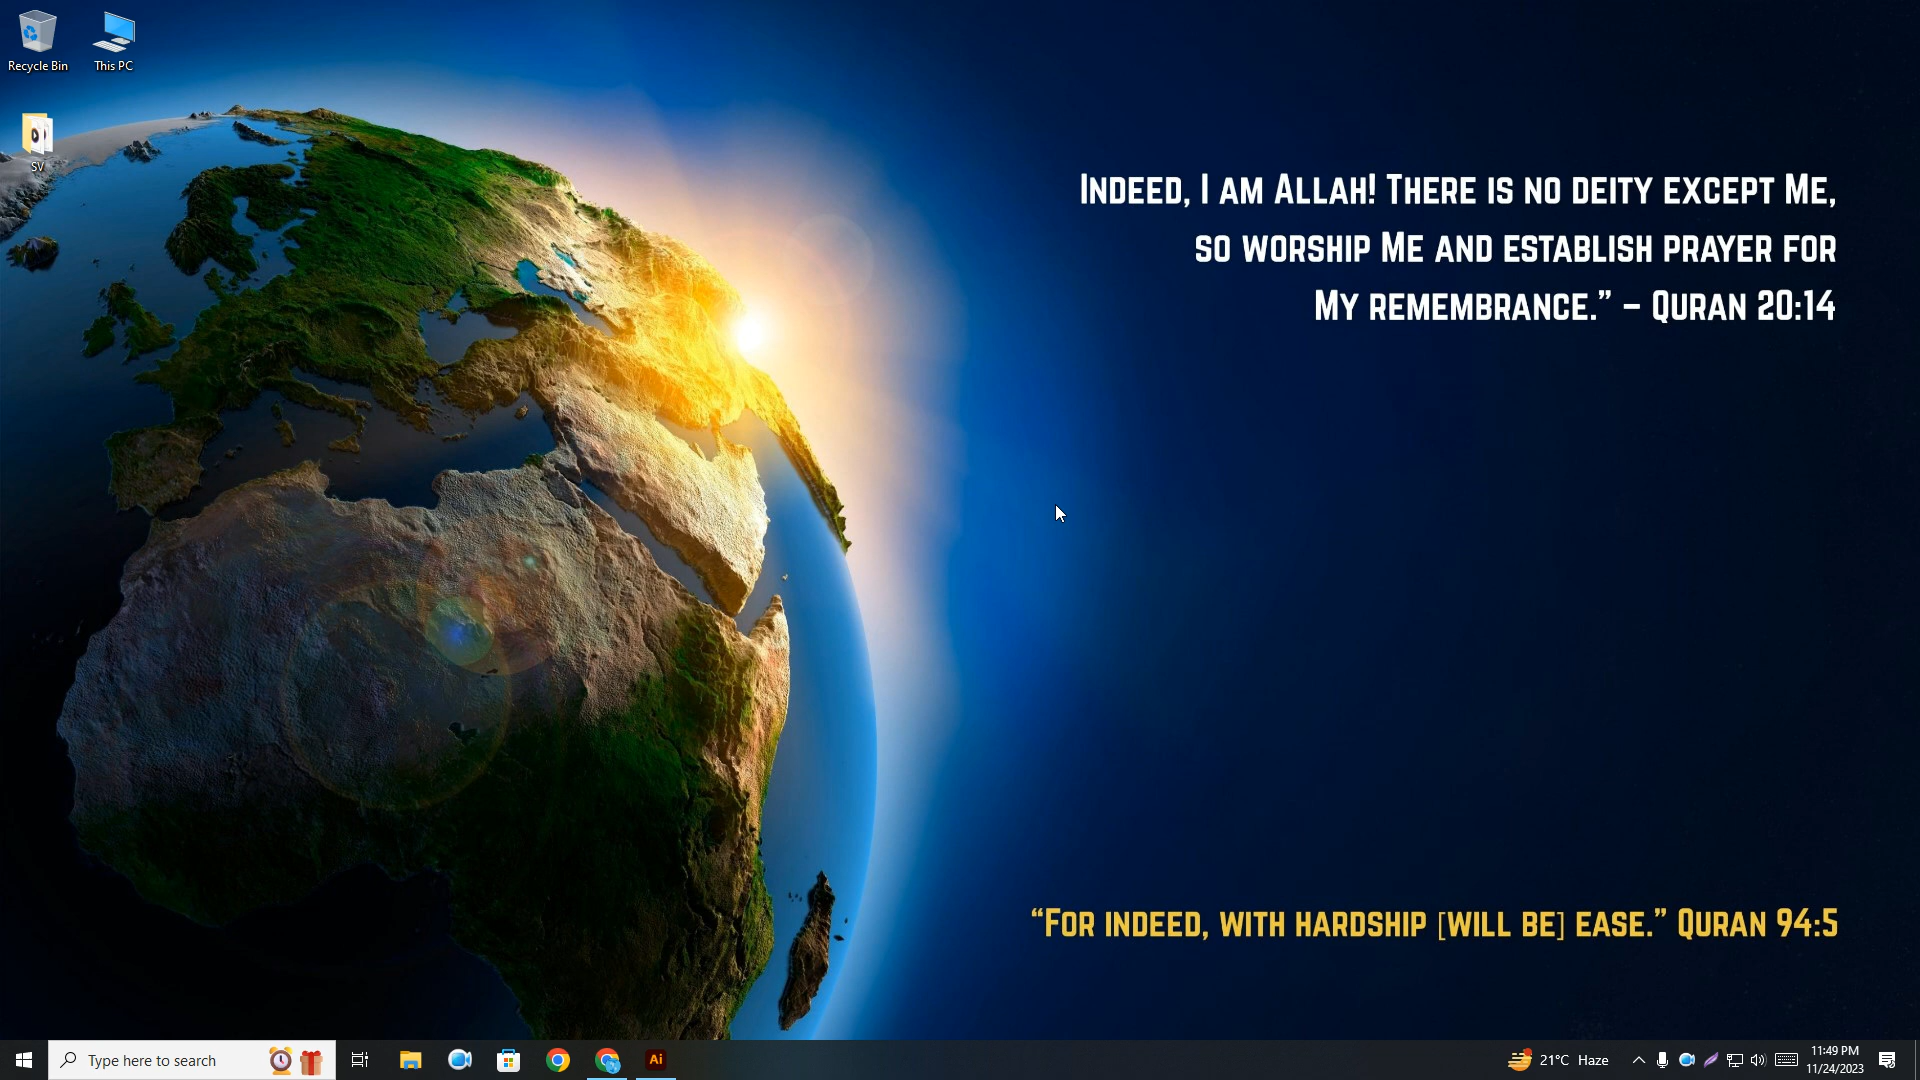 Recycle Bin
This PC
SV
Indeed, I am Allah! There is no deity except Me,
so worship Me and establish prayer for
My remembrance.” – Quran 20:14
“For indeed, with hardship [will be] ease.” Quran 94:5
Type here to search
Ai
21°C Haze
11:49 PM
11/24/2023